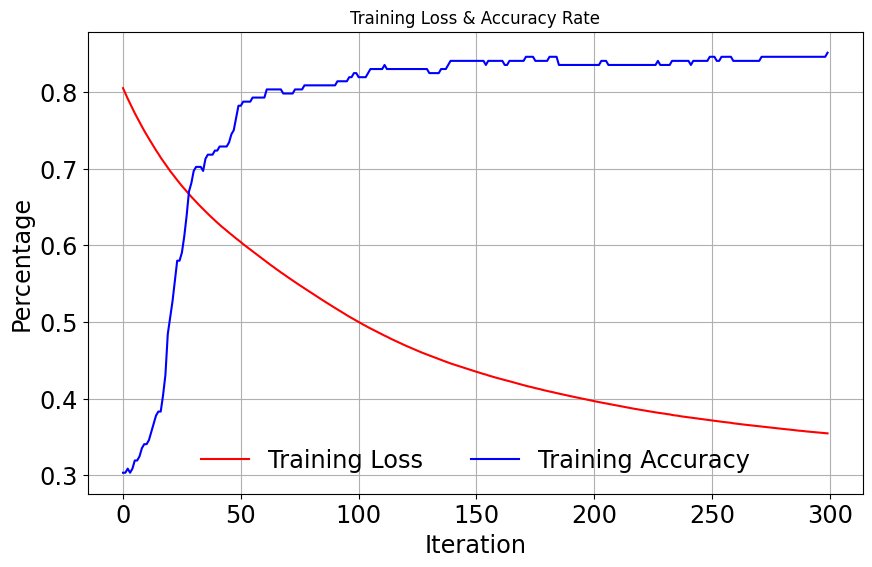 Training Loss & Accuracy Rate
Percentage
0.8
0.7
0.6
0.5
0.4
0.3
Training Loss
Training Accuracy
0 50 100 150 200 250 300
Iteration